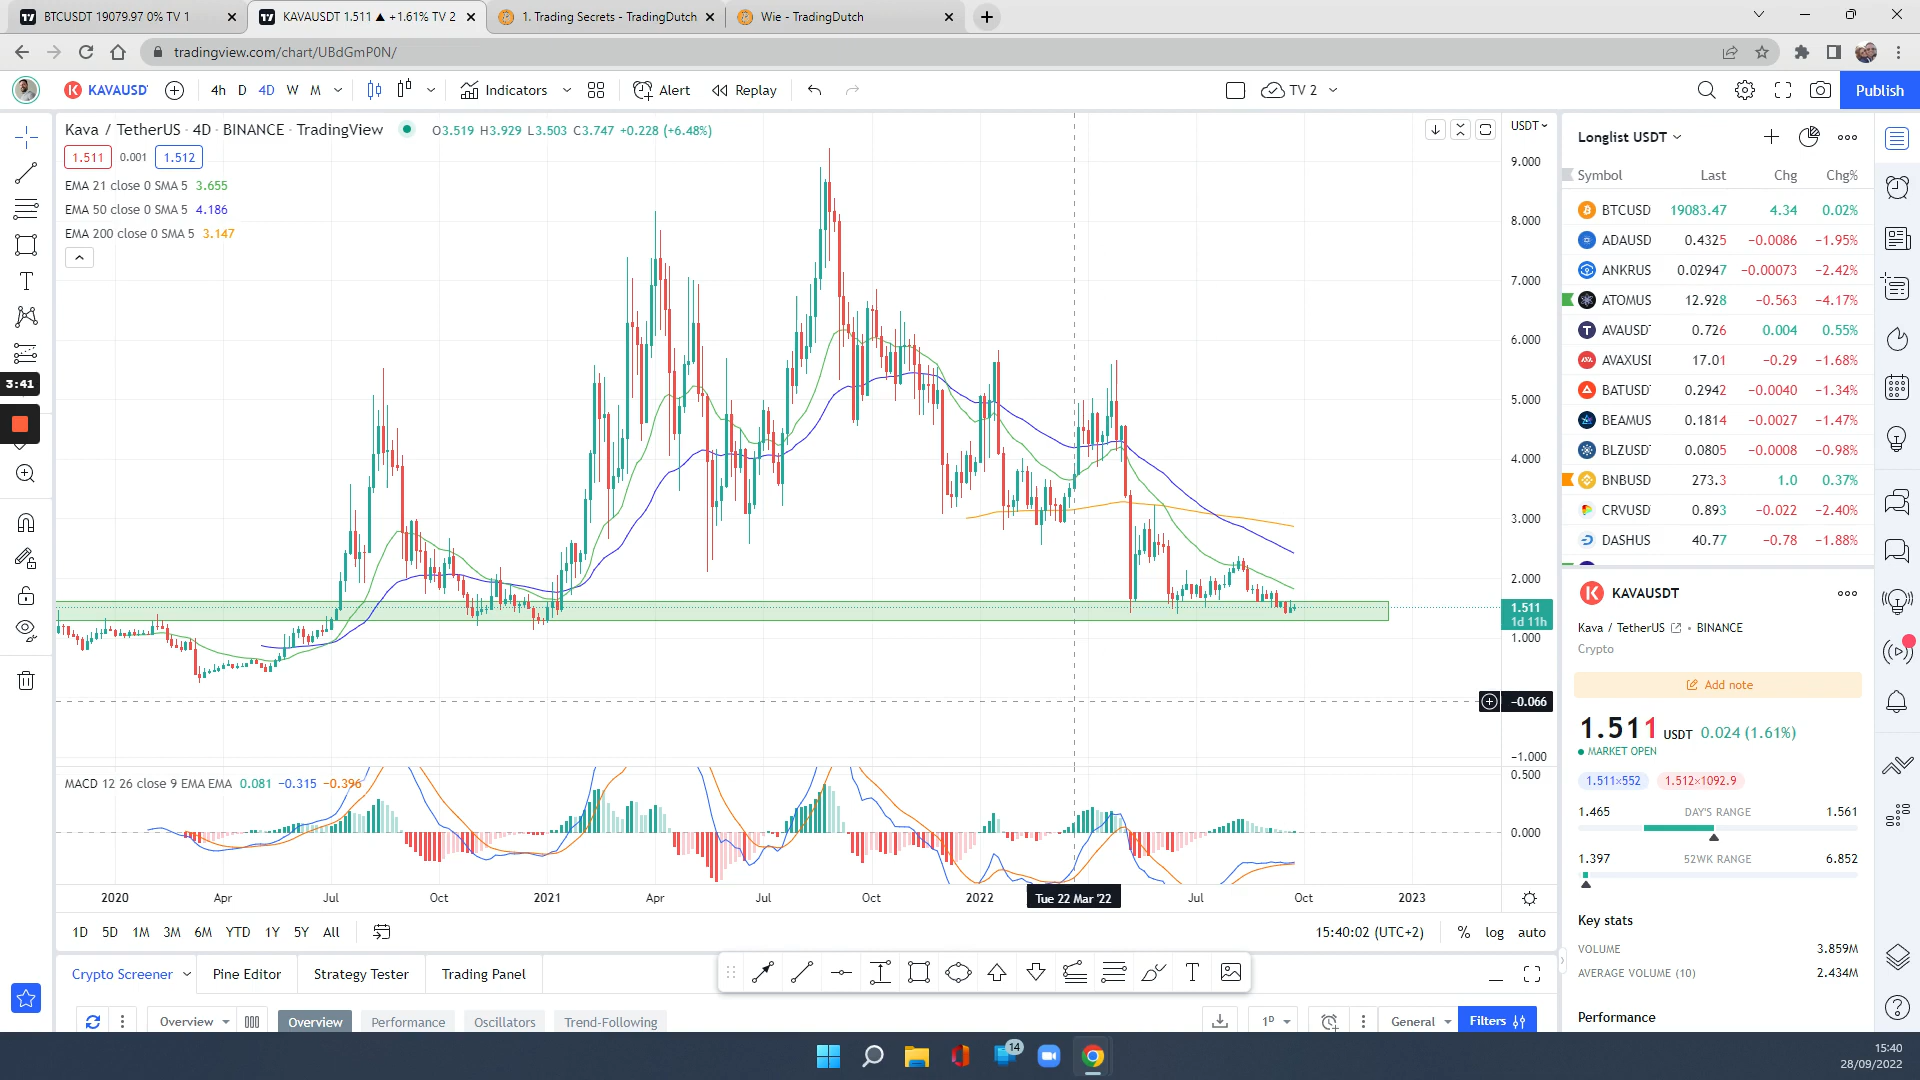 BTCUSDT 19079.97 0% TV 1
KAVAUSDT 1.511 ▲ +1.61% TV 2
1. Trading Secrets - TradingDutch
Wie - TradingDutch
tradingview.com/chart/UBdGmP0N/
KAVAUSDT
4h D 4D W M
Indicators
Alert
Replay
TV 2
Publish
Kava / TetherUS · 4D · BINANCE · TradingView
O3.519 H3.929 L3.503 C3.747 +0.228 (+6.48%)
1.511 0.001 1.512
EMA 21 close 0 SMA 5 3.655
EMA 50 close 0 SMA 5 4.186
EMA 200 close 0 SMA 5 3.147
USDT
9.000
8.000
7.000
6.000
5.000
4.000
3.000
2.000
1.511
1d 11h
1.000
−0.066
−1.000
3:41
MACD 12 26 close 9 EMA EMA 0.081 −0.315 −0.396
0.500
0.000
2020 Apr Jul Oct 2021 Apr Jul Oct 2022 Tue 22 Mar '22 Jul Oct 2023
1D 5D 1M 3M 6M YTD 1Y 5Y All
15:40:02 (UTC+2) % log auto
Crypto Screener
Pine Editor
Strategy Tester
Trading Panel
Overview
Overview
Performance
Oscillators
Trend-Following
1D
General
Filters
Longlist USDT
Symbol Last Chg Chg%
BTCUSD 19083.47 4.34 0.02%
ADAUSD 0.4325 −0.0086 −1.95%
ANKRUS 0.02947 −0.00073 −2.42%
ATOMUS 12.928 −0.563 −4.17%
AVAUSD 0.726 0.004 0.55%
AVAXUS 17.01 −0.29 −1.68%
BATUSD 0.2942 −0.0040 −1.34%
BEAMUS 0.1814 −0.0027 −1.47%
BLZUSD 0.0805 −0.0008 −0.98%
BNBUSD 273.3 1.0 0.37%
CRVUSD 0.893 −0.022 −2.40%
DASHUS 40.77 −0.78 −1.88%
KAVAUSDT
Kava / TetherUS • BINANCE
Crypto
Add note
1.511 USDT 0.024 (1.61%)
MARKET OPEN
1.511×552 1.512×1092.9
1.465 DAY'S RANGE 1.561
1.397 52WK RANGE 6.852
Key stats
VOLUME 3.859M
AVERAGE VOLUME (10) 2.434M
Performance
14
15:40
28/09/2022